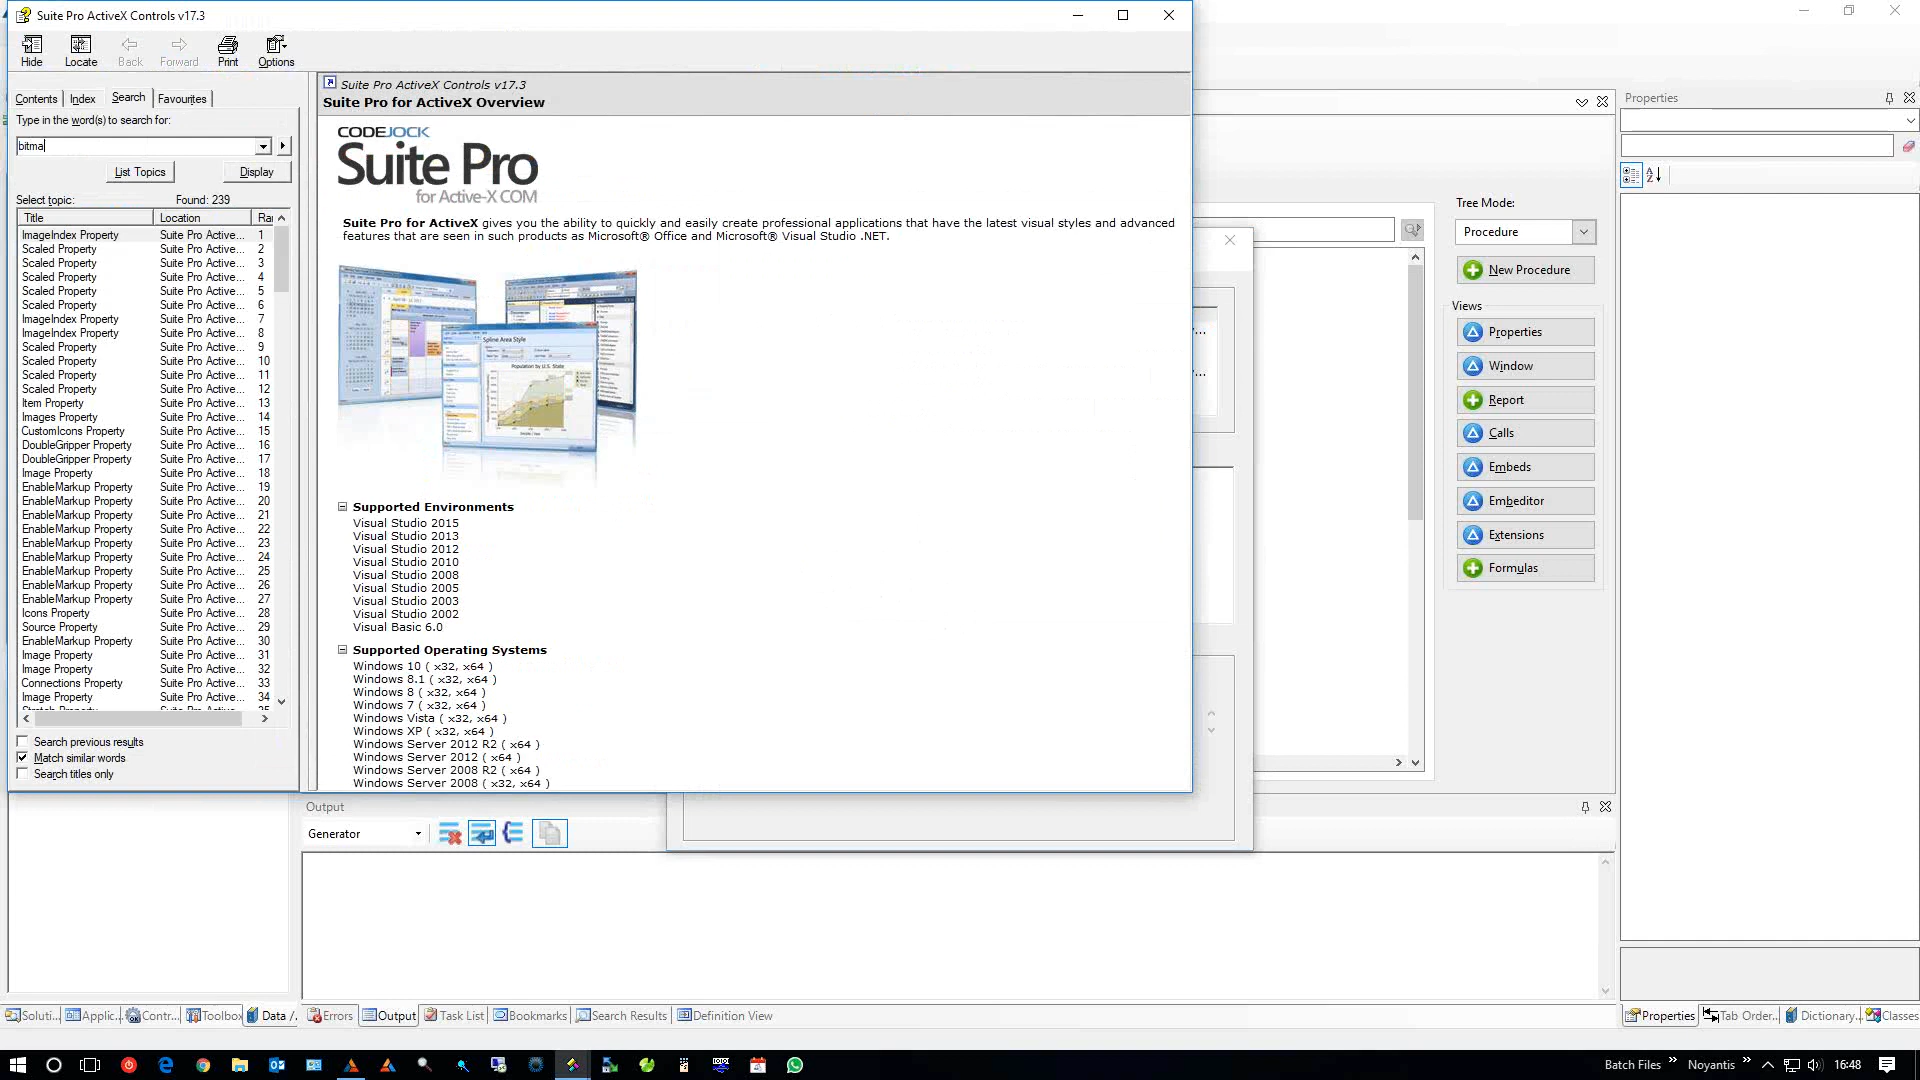 Suite Pro ActiveX Controls v17.3
Hide Locate Back Forward Print Options
Contents Index Search Favourites
Type in the word(s) to search for:
bitma
List Topics Display
Select topic: Found: 239
Title Location Ra
ImageIndex Property Suite Pro Active... 1
Scaled Property Suite Pro Active... 2
Scaled Property Suite Pro Active... 3
Scaled Property Suite Pro Active... 4
Scaled Property Suite Pro Active... 5
Scaled Property Suite Pro Active... 6
ImageIndex Property Suite Pro Active... 7
ImageIndex Property Suite Pro Active... 8
Scaled Property Suite Pro Active... 9
Scaled Property Suite Pro Active... 10
Scaled Property Suite Pro Active... 11
Scaled Property Suite Pro Active... 12
Item Property Suite Pro Active... 13
Images Property Suite Pro Active... 14
CustomIcons Property Suite Pro Active... 15
DoubleGripper Property Suite Pro Active... 16
DoubleGripper Property Suite Pro Active... 17
Image Property Suite Pro Active... 18
EnableMarkup Property Suite Pro Active... 19
EnableMarkup Property Suite Pro Active... 20
EnableMarkup Property Suite Pro Active... 21
EnableMarkup Property Suite Pro Active... 22
EnableMarkup Property Suite Pro Active... 23
EnableMarkup Property Suite Pro Active... 24
EnableMarkup Property Suite Pro Active... 25
EnableMarkup Property Suite Pro Active... 26
EnableMarkup Property Suite Pro Active... 27
Icons Property Suite Pro Active... 28
Source Property Suite Pro Active... 29
EnableMarkup Property Suite Pro Active... 30
Image Property Suite Pro Active... 31
Image Property Suite Pro Active... 32
Connections Property Suite Pro Active... 33
Image Property Suite Pro Active... 34
Search previous results
Match similar words
Search titles only
Suite Pro ActiveX Controls v17.3
Suite Pro for ActiveX Overview
CODEJOCK
Suite Pro
for Active-X COM
Suite Pro for ActiveX gives you the ability to quickly and easily create professional applications that have the latest visual styles and advanced
features that are seen in such products as Microsoft® Office and Microsoft® Visual Studio .NET.
Spline Area Style
Population by U.S. State
Supported Environments
Visual Studio 2015
Visual Studio 2013
Visual Studio 2012
Visual Studio 2010
Visual Studio 2008
Visual Studio 2005
Visual Studio 2003
Visual Studio 2002
Visual Basic 6.0
Supported Operating Systems
Windows 10 ( x32, x64 )
Windows 8.1 ( x32, x64 )
Windows 8 ( x32, x64 )
Windows 7 ( x32, x64 )
Windows Vista ( x32, x64 )
Windows XP ( x32, x64 )
Windows Server 2012 R2 ( x64 )
Windows Server 2012 ( x64 )
Windows Server 2008 R2 ( x64 )
Windows Server 2008 ( x32, x64 )
Tree Mode:
Procedure
New Procedure
Views
Properties
Window
Report
Calls
Embeds
Embeditor
Extensions
Formulas
Properties
Output
Generator
Soluti... Applic... Contr... Toolbox Data /
Errors Output Task List Bookmarks Search Results Definition View
Properties Tab Order... Dictionary... Classes
Batch Files » Noyantis » 16:48